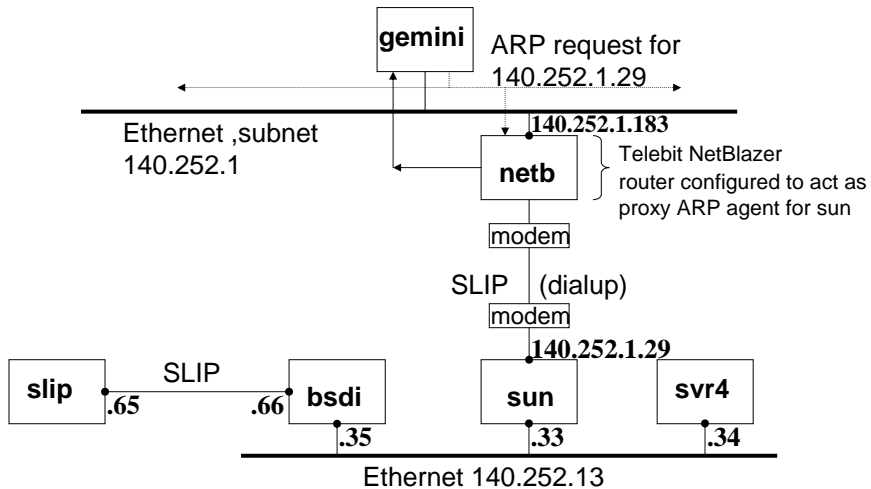 gemini
ARP request for
140.252.1.29
Ethernet ,subnet
140.252.1
140.252.1.183
netb
Telebit NetBlazer
router configured to act as
proxy ARP agent for sun
modem
SLIP (dialup)
modem
140.252.1.29
slip
.65
SLIP
.66
bsdi
.35
sun
.33
svr4
.34
Ethernet 140.252.13